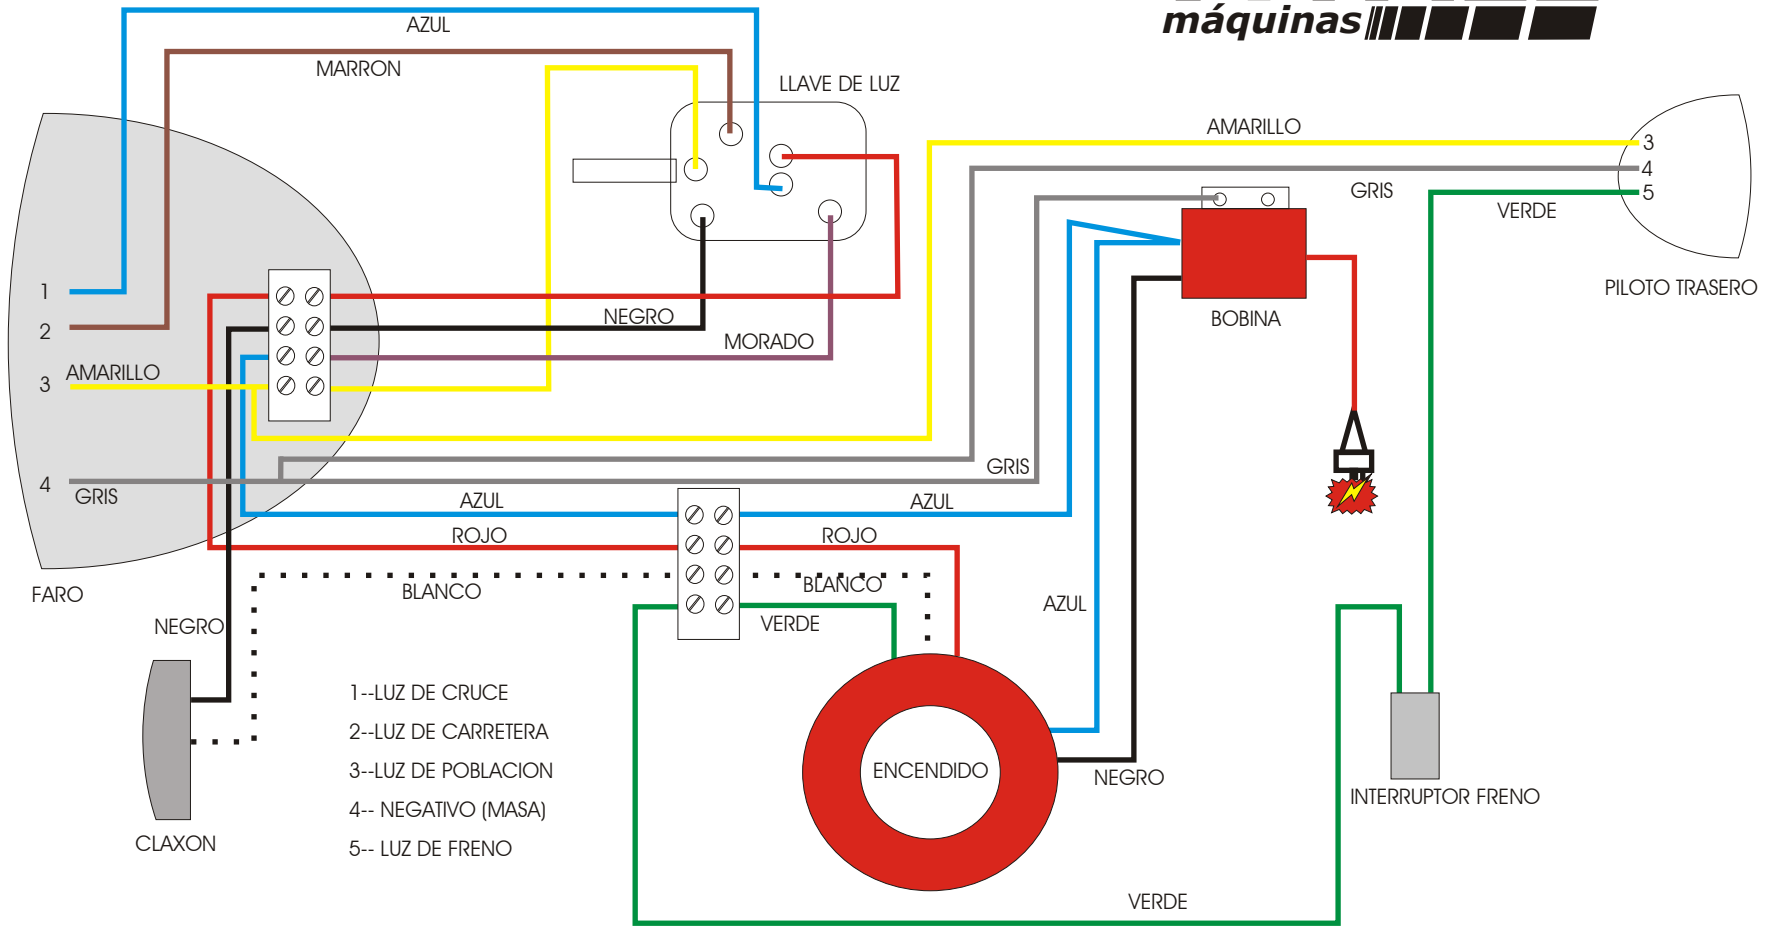 máquinas
AZUL
MARRON
LLAVE DE LUZ
AMARILLO
3
4
5
GRIS
VERDE
PILOTO TRASERO
BOBINA
1
2
NEGRO
MORADO
3
AMARILLO
4
GRIS
GRIS
AZUL
AZUL
ROJO
ROJO
BLANCO
BLANCO
VERDE
FARO
NEGRO
AZUL
1--LUZ DE CRUCE
2--LUZ DE CARRETERA
3--LUZ DE POBLACION
4-- NEGATIVO (MASA)
5-- LUZ DE FRENO
ENCENDIDO
NEGRO
INTERRUPTOR FRENO
CLAXON
VERDE